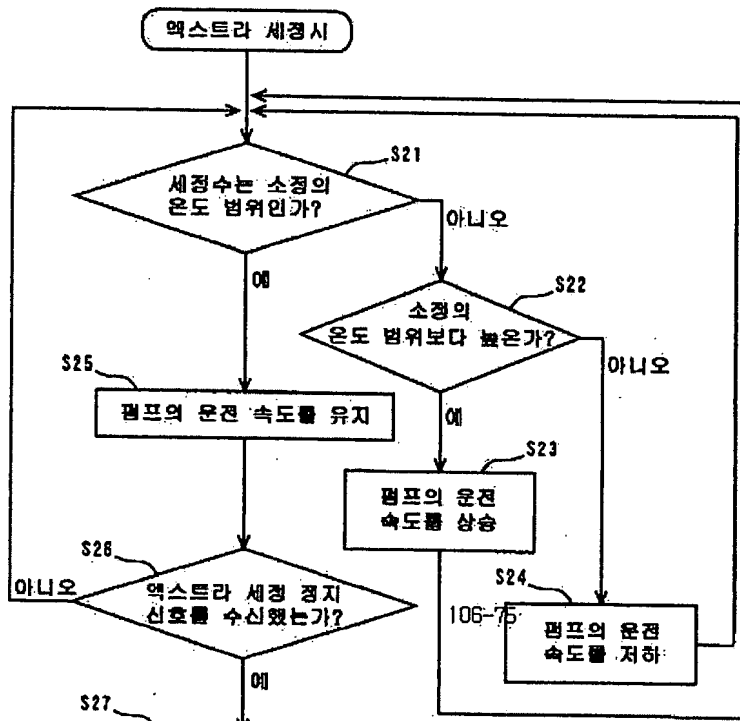 엑스트라 세정시
S21
세정수는 소정의
온도 범위인가?
아니오
예
S22
소정의
온도 범위보다 높은가?
아니오
S25
펌프의 운전 속도를 유지
예
S23
펌프의 운전
속도를 상승
S26
아니오
엑스트라 세정 정지
신호를 수신했는가?
S24
106-75
펌프의 운전
속도를 저하
예
S27